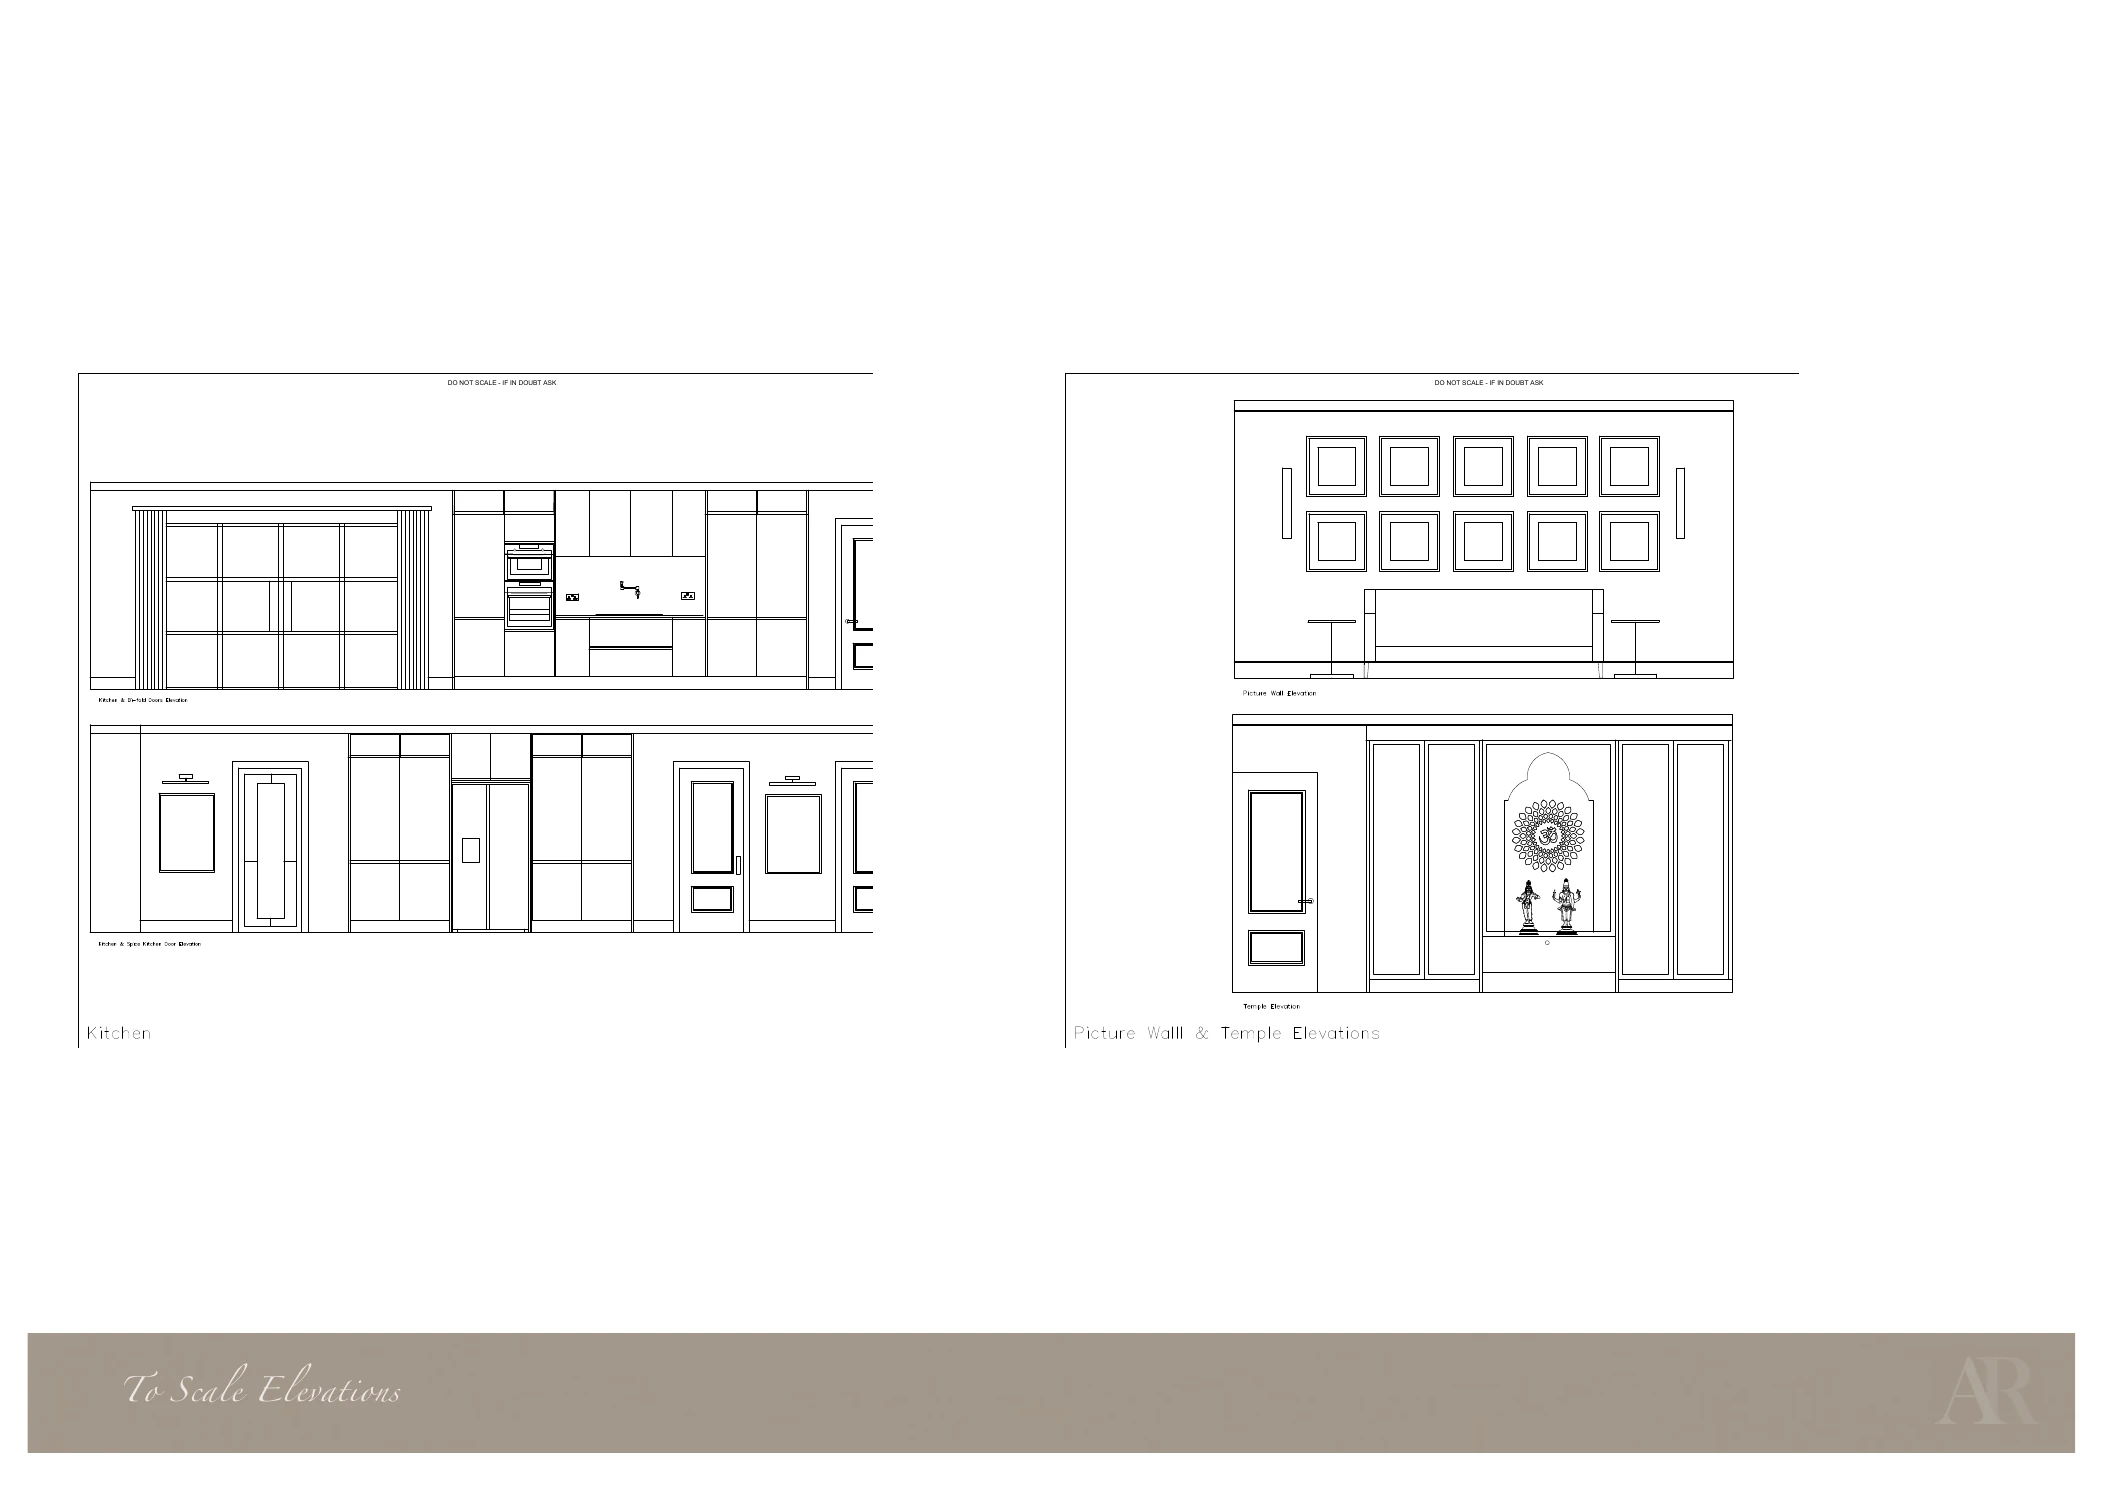 DO NOT SCALE - IF IN DOUBT ASK
Kitchen & Bi-fold Doors Elevation
Kitchen & Spice Kitchen Door Elevation
Kitchen
DO NOT SCALE - IF IN DOUBT ASK
Picture Wall Elevation
ॐ
Temple Elevation
Picture Walll & Temple Elevations
To Scale Elevations
AR